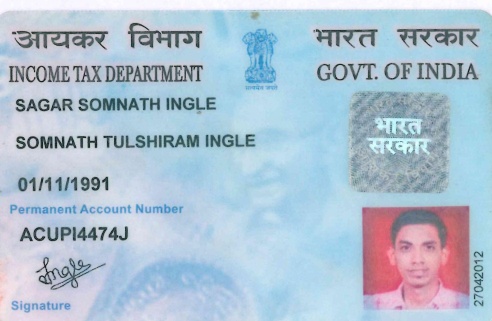 आयकर विभाग
भारत सरकार
INCOME TAX DEPARTMENT
GOVT. OF INDIA
सत्यमेव जयते
SAGAR SOMNATH INGLE
SOMNATH TULSHIRAM INGLE
भारत
सरकार
01/11/1991
Permanent Account Number
ACUPI4474J
Ingle
Signature
27042012